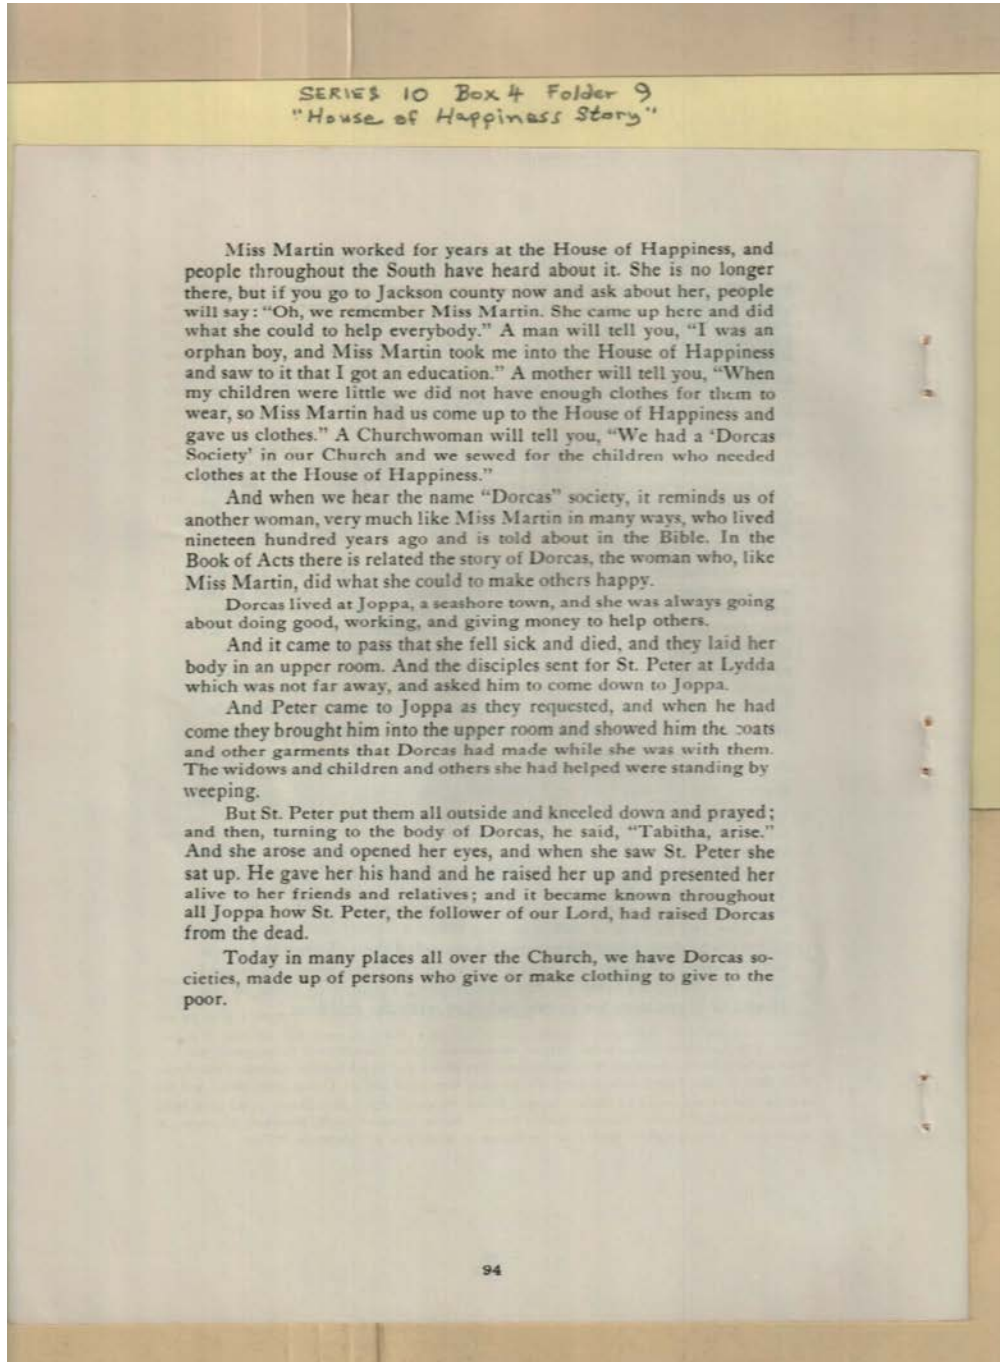 SERIES 10 Box 4 Folder 9
"House of Happiness Story"
Miss Martin worked for years at the House of Happiness, and
people throughout the South have heard about it. She is no longer
there, but if you go to Jackson county now and ask about her, people
will say: “Oh, we remember Miss Martin. She came up here and did
what she could to help everybody.” A man will tell you, “I was an
orphan boy, and Miss Martin took me into the House of Happiness
and saw to it that I got an education.” A mother will tell you, “When
my children were little we did not have enough clothes for them to
wear, so Miss Martin had us come up to the House of Happiness and
gave us clothes.” A Churchwoman will tell you, “We had a ‘Dorcas
Society’ in our Church and we sewed for the children who needed
clothes at the House of Happiness.”
And when we hear the name “Dorcas” society, it reminds us of
another woman, very much like Miss Martin in many ways, who lived
nineteen hundred years ago and is told about in the Bible. In the
Book of Acts there is related the story of Dorcas, the woman who, like
Miss Martin, did what she could to make others happy.
Dorcas lived at Joppa, a seashore town, and she was always going
about doing good, working, and giving money to help others.
And it came to pass that she fell sick and died, and they laid her
body in an upper room. And the disciples sent for St. Peter at Lydda
which was not far away, and asked him to come down to Joppa.
And Peter came to Joppa as they requested, and when he had
come they brought him into the upper room and showed him the coats
and other garments that Dorcas had made while she was with them.
The widows and children and others she had helped were standing by
weeping.
But St. Peter put them all outside and kneeled down and prayed;
and then, turning to the body of Dorcas, he said, “Tabitha, arise.”
And she arose and opened her eyes, and when she saw St. Peter she
sat up. He gave her his hand and he raised her up and presented her
alive to her friends and relatives; and it became known throughout
all Joppa how St. Peter, the follower of our Lord, had raised Dorcas
from the dead.
Today in many places all over the Church, we have Dorcas so-
cieties, made up of persons who give or make clothing to give to the
poor.
94